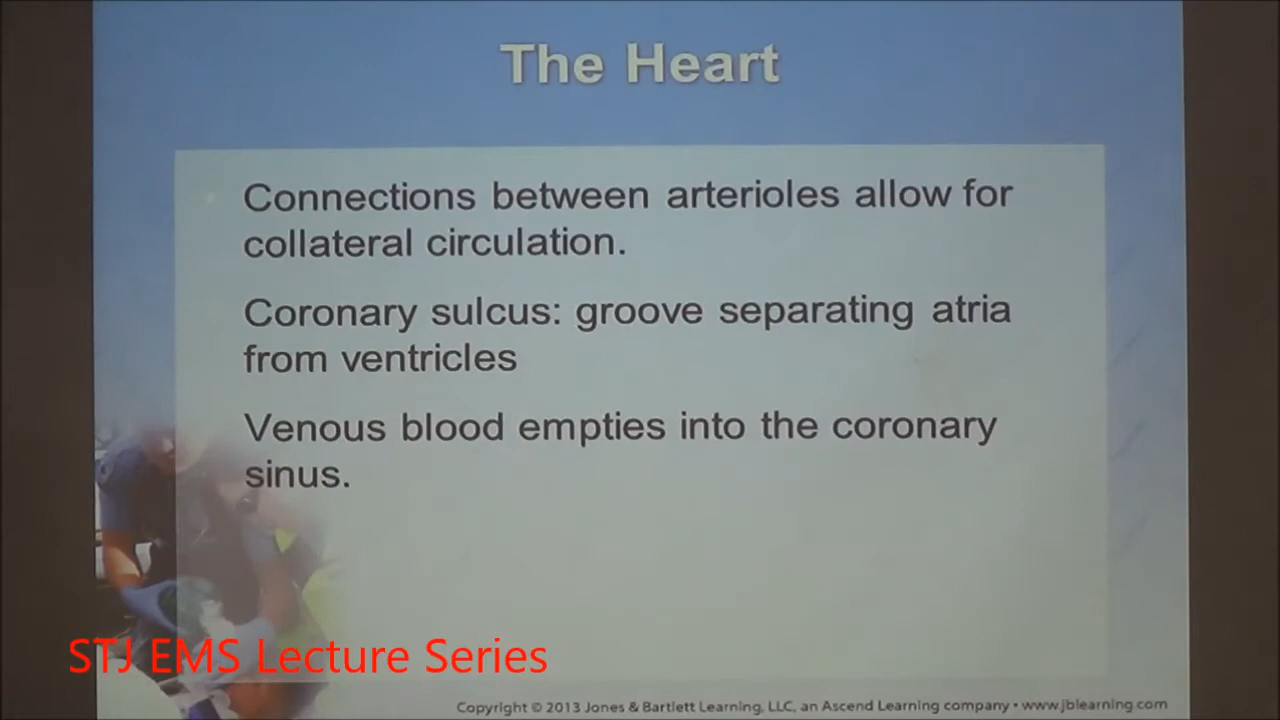 The Heart
Connections between arterioles allow for
collateral circulation.
Coronary sulcus: groove separating atria
from ventricles
Venous blood empties into the coronary
sinus.
STJ EMS Lecture Series
Copyright © 2013 Jones & Bartlett Learning, LLC, an Ascend Learning company • www.jblearning.com